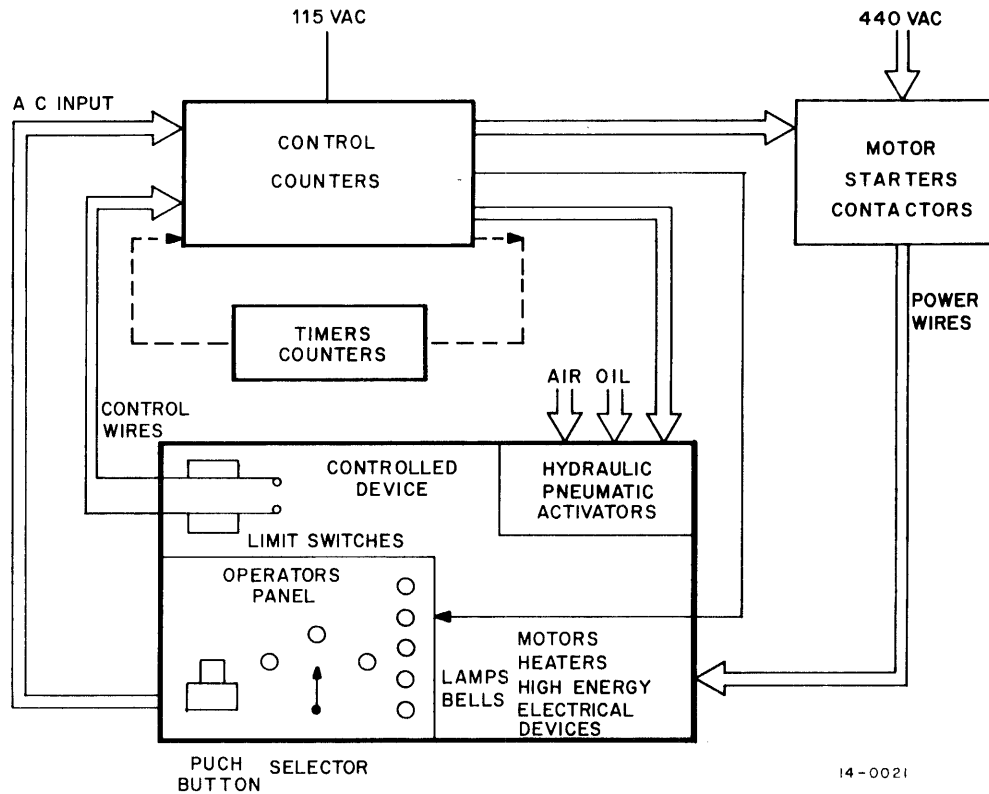 115 VAC
440 VAC
A C INPUT
CONTROL
COUNTERS
MOTOR
STARTERS
CONTACTORS
TIMERS
COUNTERS
POWER
WIRES
AIR OIL
CONTROL
WIRES
CONTROLLED
DEVICE
HYDRAULIC
PNEUMATIC
ACTIVATORS
LIMIT SWITCHES
OPERATORS
PANEL
LAMPS
BELLS
MOTORS
HEATERS
HIGH ENERGY
ELECTRICAL
DEVICES
PUCH
BUTTON
SELECTOR
14-0021